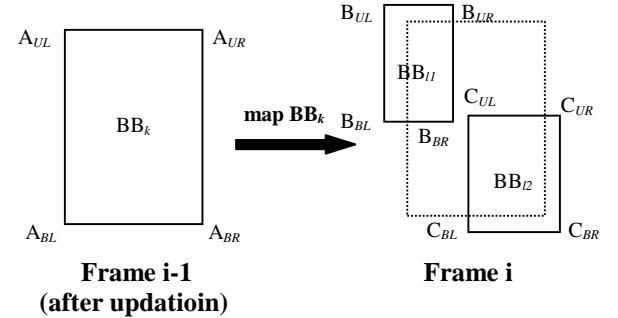 A_UL
A_UR
BB_k
A_BL
A_BR
Frame i-1
(after updatioin)
map BB_k
B_UL
B_UR
BB_l1
B_BL
B_BR
C_UL
C_UR
BB_l2
C_BL
C_BR
Frame i